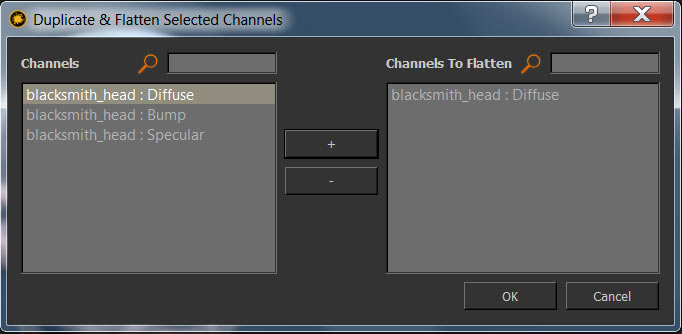 Duplicate & Flatten Selected Channels
?
X
Channels
Channels To Flatten
blacksmith_head : Diffuse
blacksmith_head : Bump
blacksmith_head : Specular
+
-
blacksmith_head : Diffuse
OK
Cancel